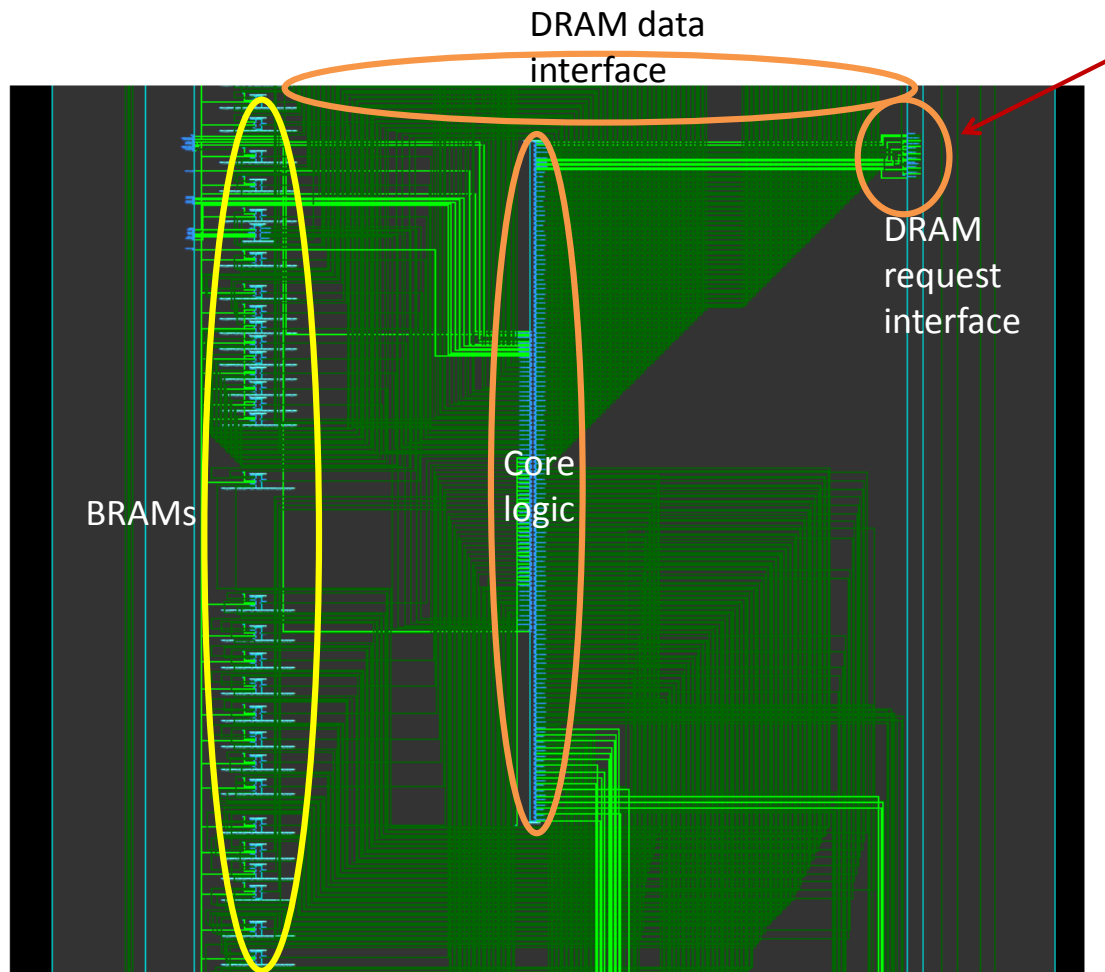 DRAM data
interface
DRAM
request
interface
Core
logic
BRAMs